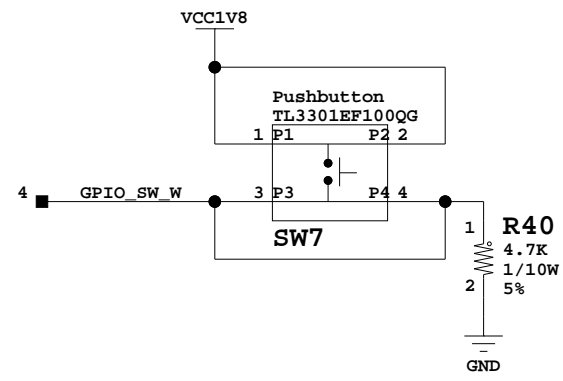 VCC1V8
Pushbutton
TL3301EF100QG
1 P1 P2 2
4 GPIO_SW_W 3 P3 P4 4
SW7
1 R40
4.7K
1/10W
2 5%
GND